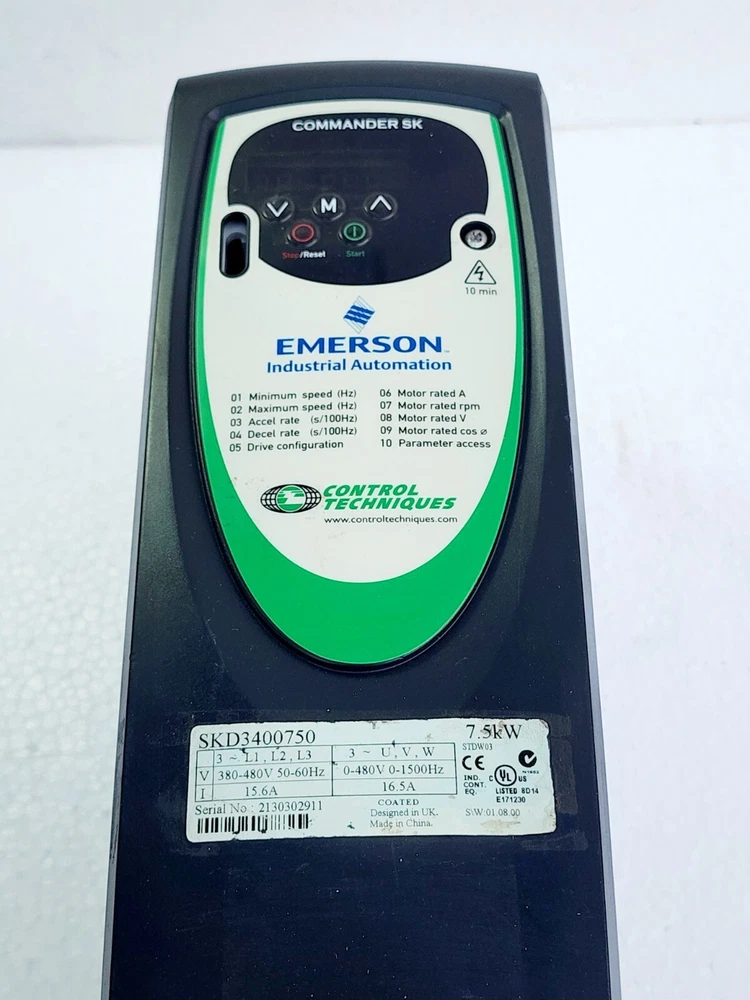 COMMANDER SK
M
Stop/Reset
Start
10 min
EMERSON
Industrial Automation
01 Minimum speed (Hz)
02 Maximum speed (Hz)
03 Accel rate (s/100Hz)
04 Decel rate (s/100Hz)
05 Drive configuration
06 Motor rated A
07 Motor rated rpm
08 Motor rated V
09 Motor rated cos ø
10 Parameter access
CONTROL
TECHNIQUES
www.controltechniques.com
SKD3400750
7.5kW
STDW03
3 ~ L1, L2, L3
3 ~ U, V, W
V 380-480V 50-60Hz
0-480V 0-1500Hz
I 15.6A
16.5A
Serial No.: 2130302911
COATED
Designed in UK.
Made in China.
CE
IND.
CONT.
EQ.
C UL US
LISTED 8D14
E171230
S\W:01.08.00